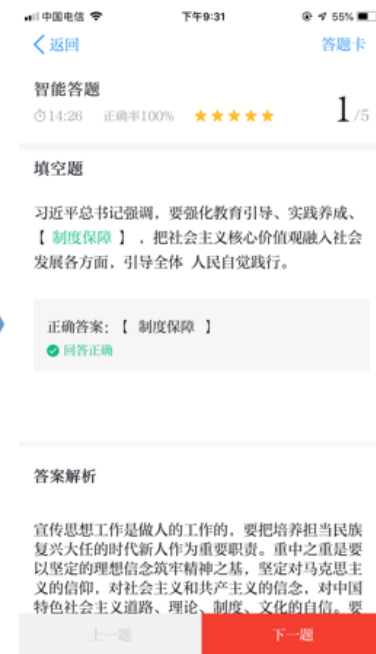 中国电信 下午9:31 55%
返回 答题卡
智能答题
14:26 正确率100% 1/5
填空题
习近平总书记强调，要强化教育引导、实践养成、
【 制度保障 】，把社会主义核心价值观融入社会
发展各方面，引导全体 人民自觉践行。
正确答案：【 制度保障 】
回答正确
答案解析
宣传思想工作是做人的工作的，要把培养担当民族
复兴大任的时代新人作为重要职责。重中之重是要
以坚定的理想信念筑牢精神之基，坚定对马克思主
义的信仰，对社会主义和共产主义的信念，对中国
特色社会主义道路、理论、制度、文化的自信。要
上一题 下一题